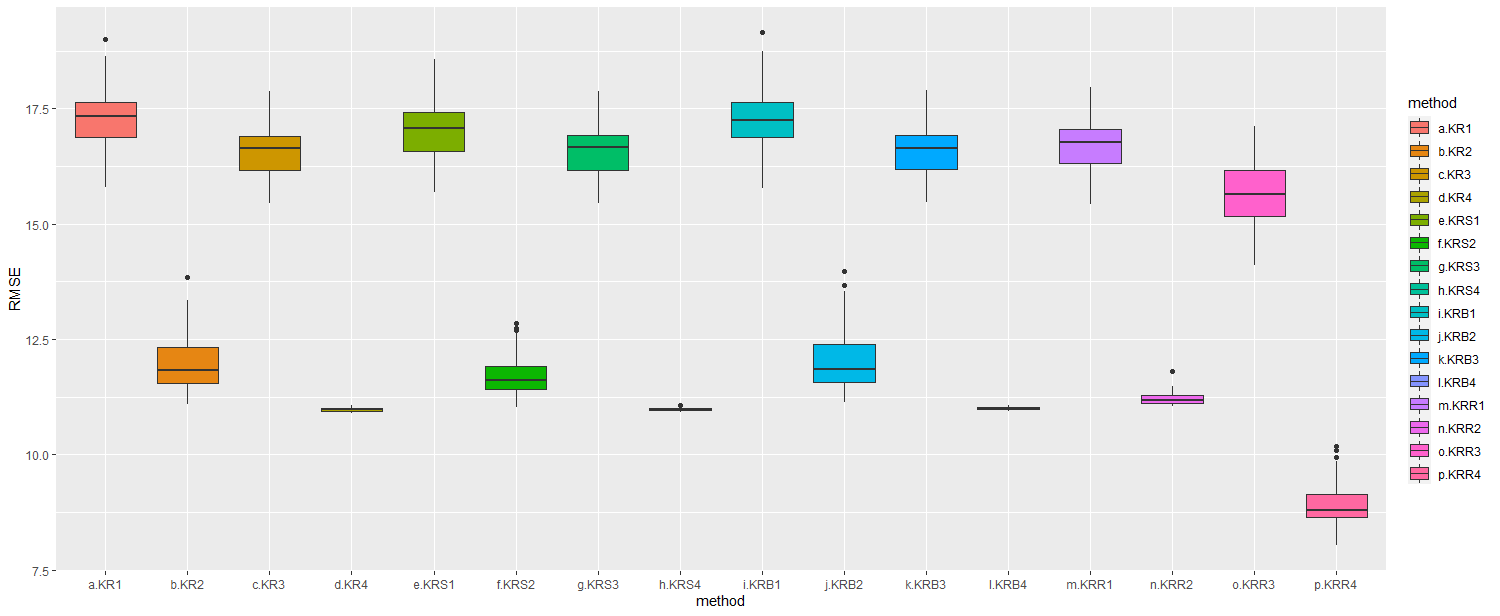 RMSE
17.5
15.0
12.5
10.0
7.5
a.KR1 b.KR2 c.KR3 d.KR4 e.KRS1 f.KRS2 g.KRS3 h.KRS4 i.KRB1 j.KRB2 k.KRB3 l.KRB4 m.KRR1 n.KRR2 o.KRR3 p.KRR4
method
method
a.KR1
b.KR2
c.KR3
d.KR4
e.KRS1
f.KRS2
g.KRS3
h.KRS4
i.KRB1
j.KRB2
k.KRB3
l.KRB4
m.KRR1
n.KRR2
o.KRR3
p.KRR4